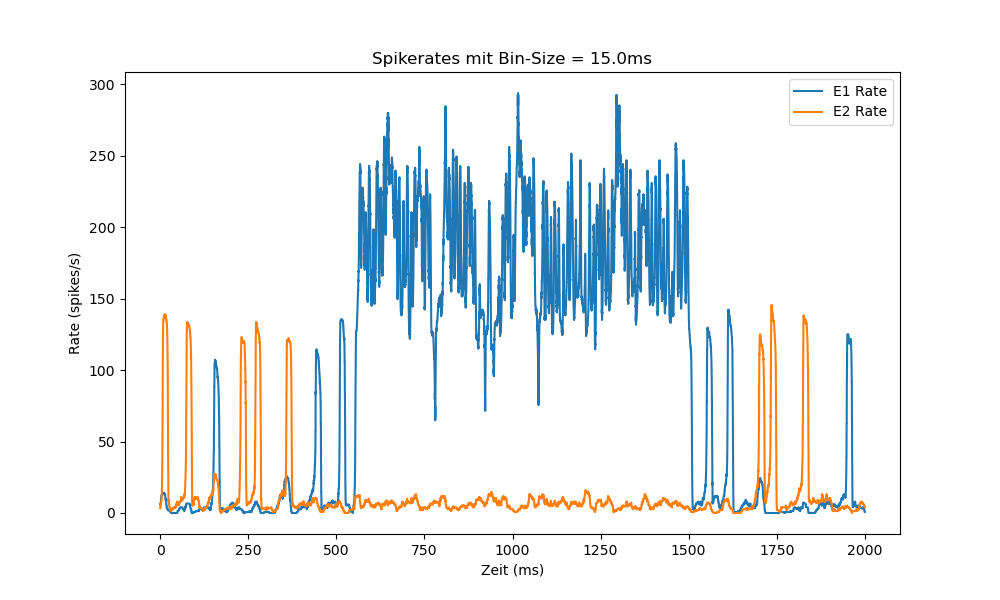 Spikerates mit Bin-Size = 15.0ms
E1 Rate
E2 Rate
Rate (spikes/s)
300
250
200
150
100
50
0
0 250 500 750 1000 1250 1500 1750 2000
Zeit (ms)